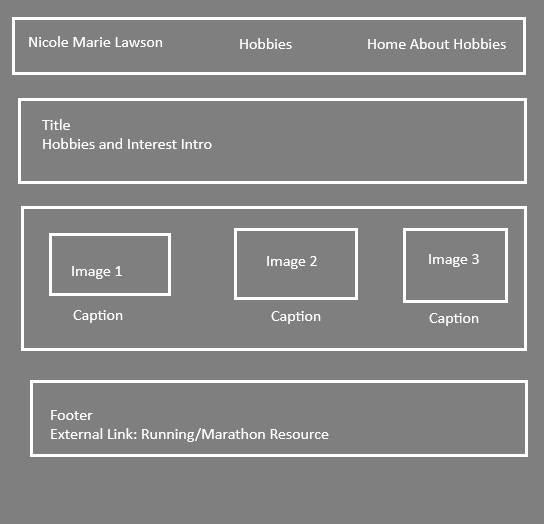 Nicole Marie Lawson
Hobbies
Home About Hobbies
Title
Hobbies and Interest Intro
Image 1
Image 2
Image 3
Caption
Caption
Caption
Footer
External Link: Running/Marathon Resource